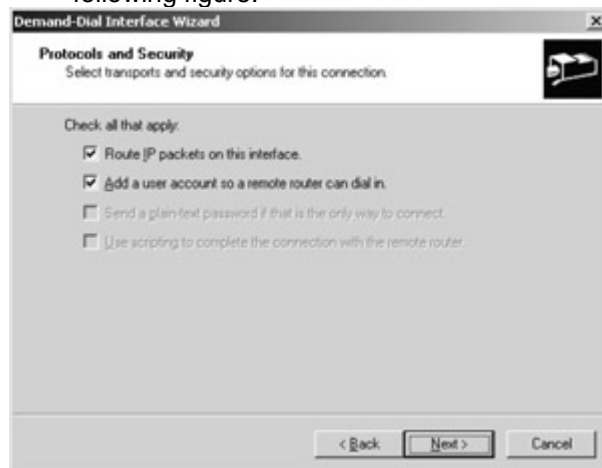 following figure.
Demand-Dial Interface Wizard
Protocols and Security
Select transports and security options for this connection.
Check all that apply:
Route IP packets on this interface.
Add a user account so a remote router can dial in.
Send a plain-text password if that is the only way to connect.
Use scripting to complete the connection with the remote router.
< Back Next > Cancel